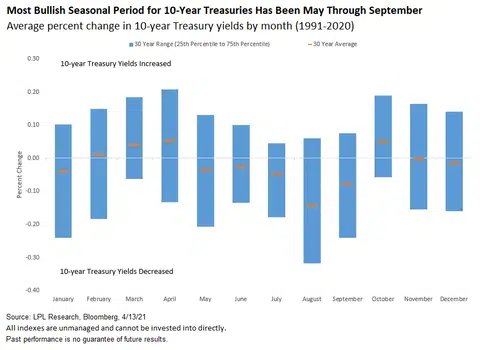 Most Bullish Seasonal Period for 10-Year Treasuries Has Been May Through September
Average percent change in 10-year Treasury yields by month (1991-2020)
30 Year Range (25th Percentile to 75th Percentile) 30 Year Average
0.30
10-year Treasury Yields Increased
0.20
0.10
0.00
-0.10
-0.20
-0.30
-0.40
Percent Change
10-year Treasury Yields Decreased
January February March April May June July August September October November December
Source: LPL Research, Bloomberg, 4/13/21
All indexes are unmanaged and cannot be invested into directly.
Past performance is no guarantee of future results.